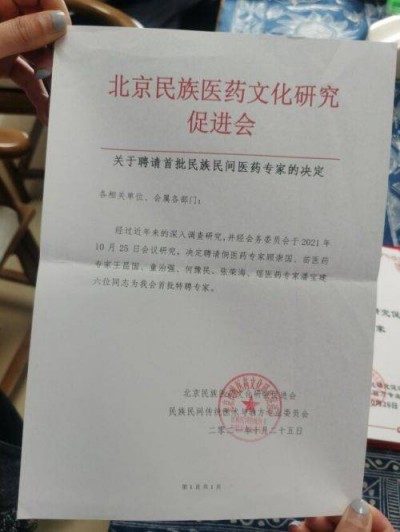 北京民族医药文化研究
促进会
关于聘请首批民族民间医药专家的决定
各相关单位、会属各部门：
经过近年来的深入调查研究，并经会务委员会于2021年
10月25日会议研究。决定聘请侗医药专家顾泰国、苗医药
专家王昌国、童治强、何豫民、张荣海、瑶医药专家潘宝建
六位同志为我会首批特聘专家。
北京民族医药文化研究促进会
民族民间传统医术 专业委员会
二零二一年十月二十五日
第1页共1页